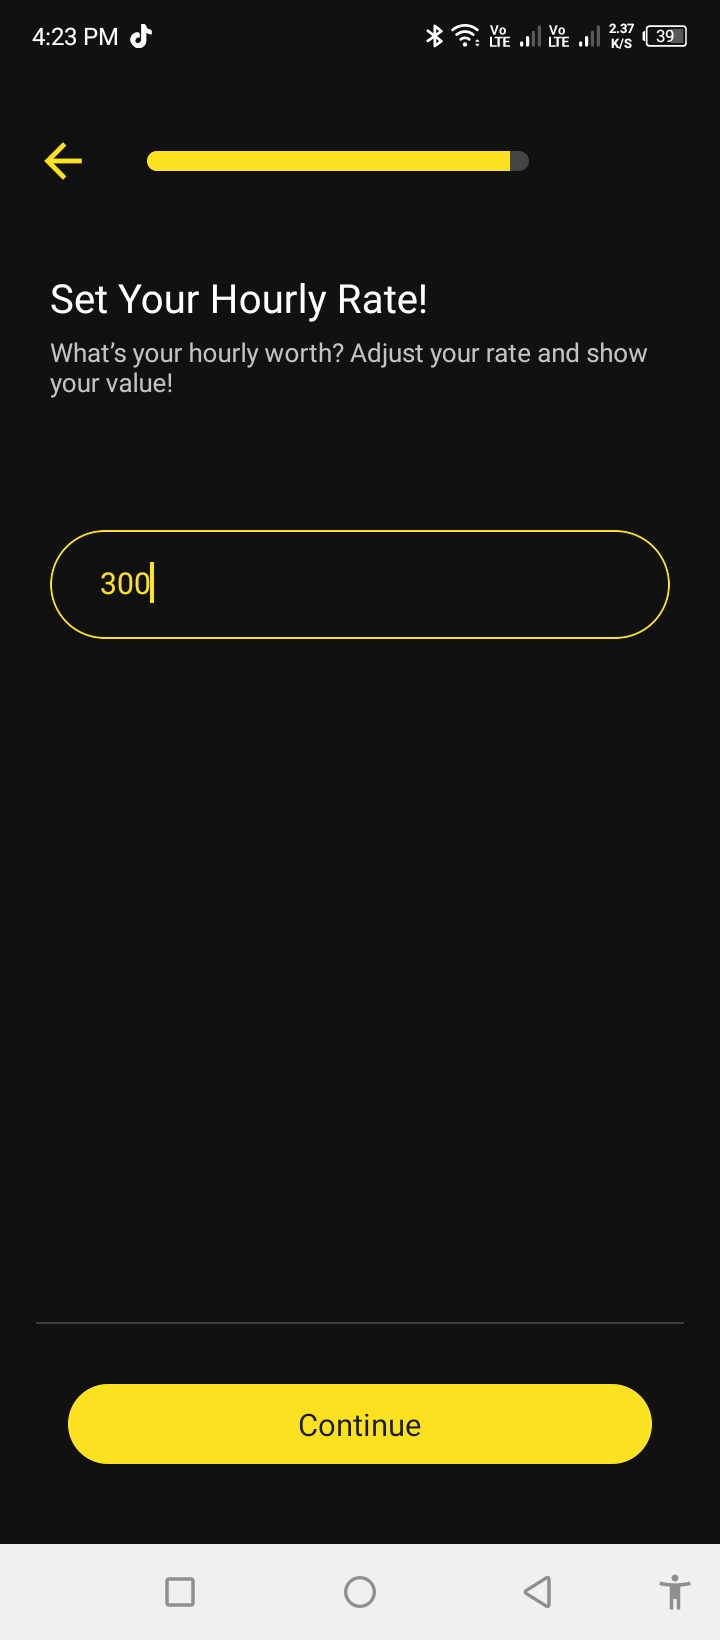 4:23 PM
Vo LTE Vo LTE 2.37 K/S 39
Set Your Hourly Rate!
What's your hourly worth? Adjust your rate and show
your value!
300
Continue